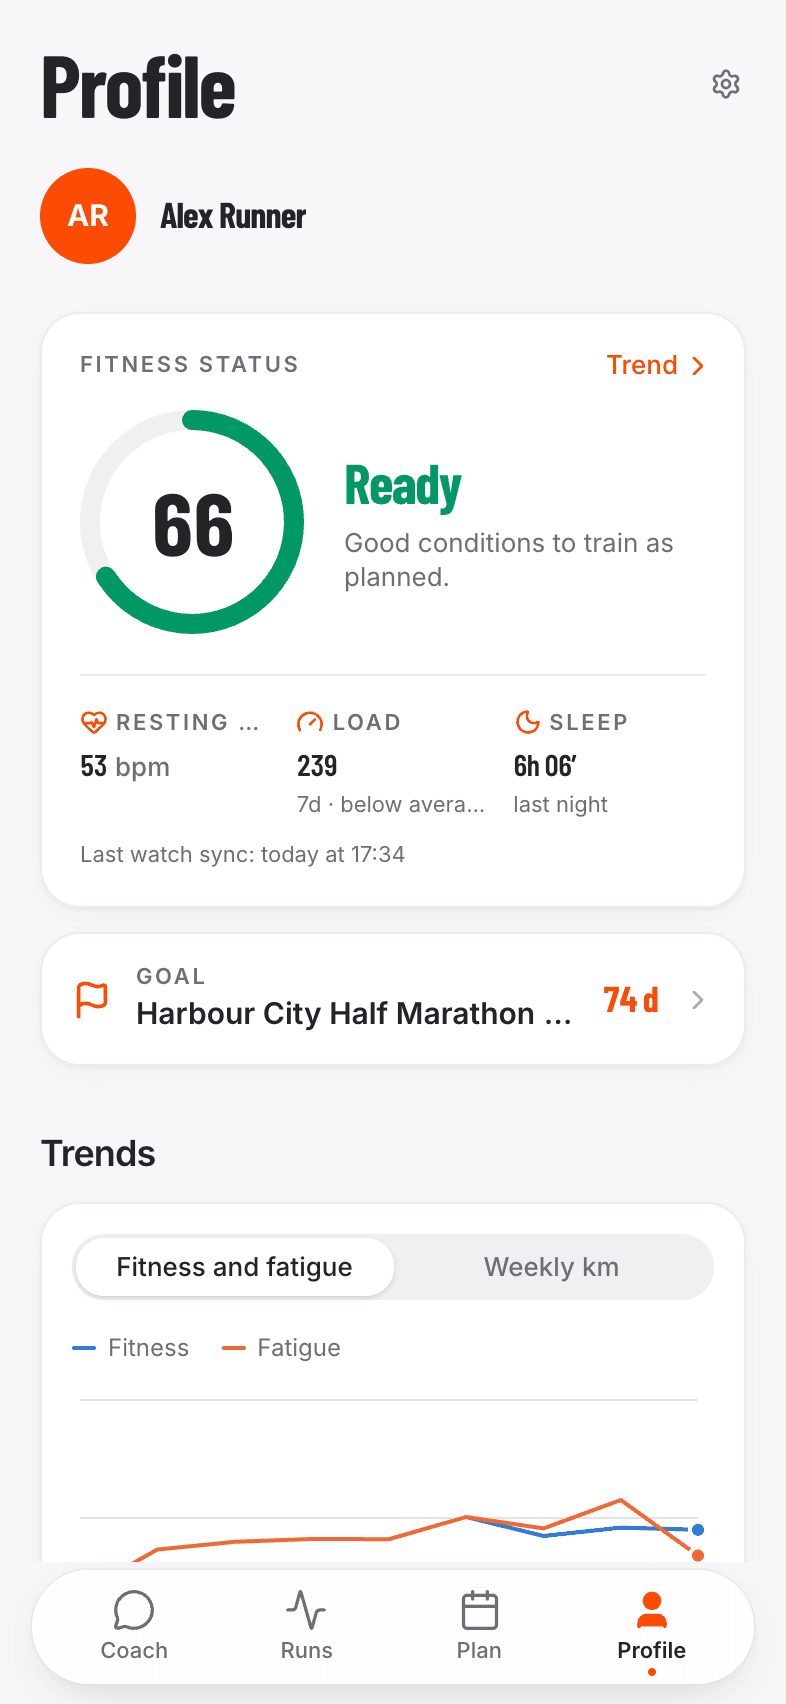 Profile
AR
Alex Runner
FITNESS STATUS
Trend
66
Ready
Good conditions to train as
planned.
RESTING ...
LOAD
SLEEP
53 bpm
239
6h 06′
7d · below avera...
last night
Last watch sync: today at 17:34
GOAL
Harbour City Half Marathon ...
74 d
Trends
Fitness and fatigue
Weekly km
Fitness
Fatigue
Coach
Runs
Plan
Profile